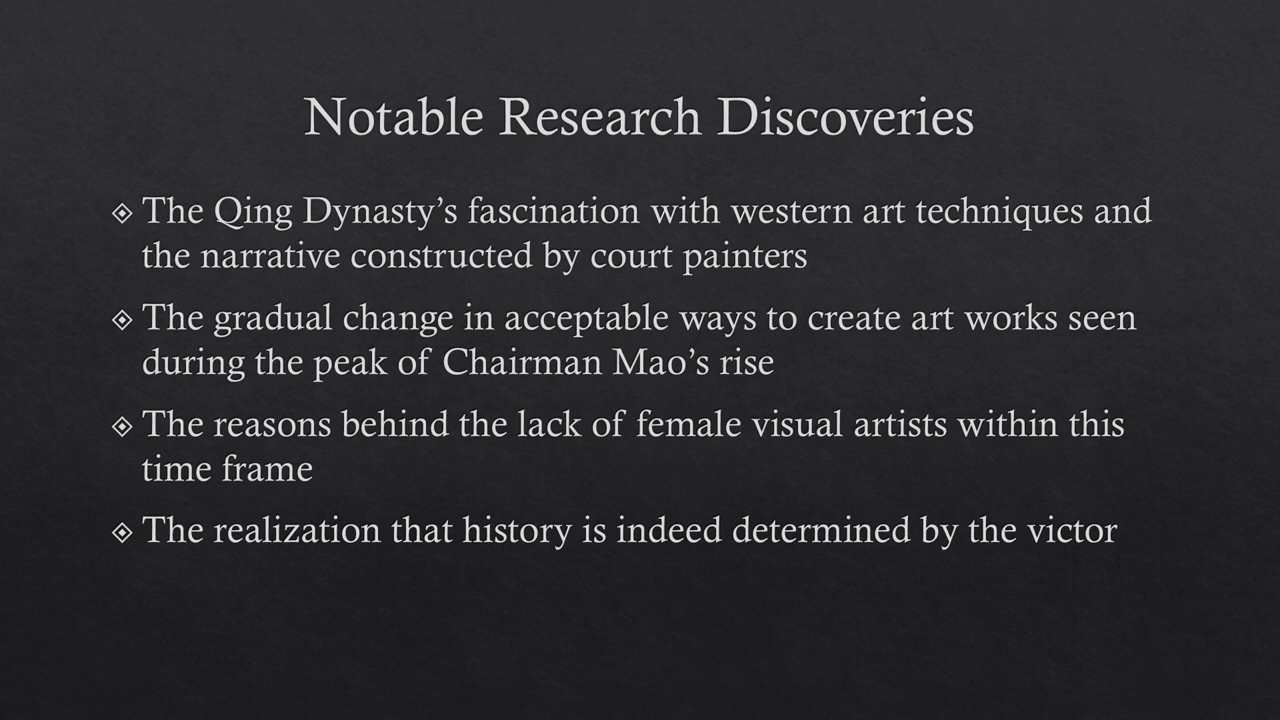 Notable Research Discoveries
The Qing Dynasty’s fascination with western art techniques and
the narrative constructed by court painters
The gradual change in acceptable ways to create art works seen
during the peak of Chairman Mao’s rise
The reasons behind the lack of female visual artists within this
time frame
The realization that history is indeed determined by the victor